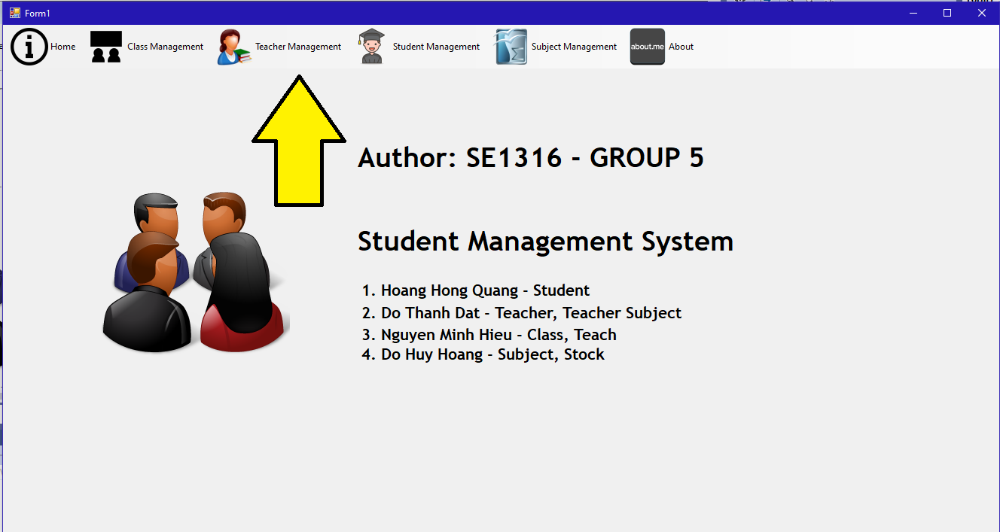 Form1
Home
Class Management
Teacher Management
Student Management
Subject Management
about.me
About
Author: SE1316 - GROUP 5
Student Management System
1. Hoang Hong Quang - Student
2. Do Thanh Dat - Teacher, Teacher Subject
3. Nguyen Minh Hieu - Class, Teach
4. Do Huy Hoang - Subject, Stock